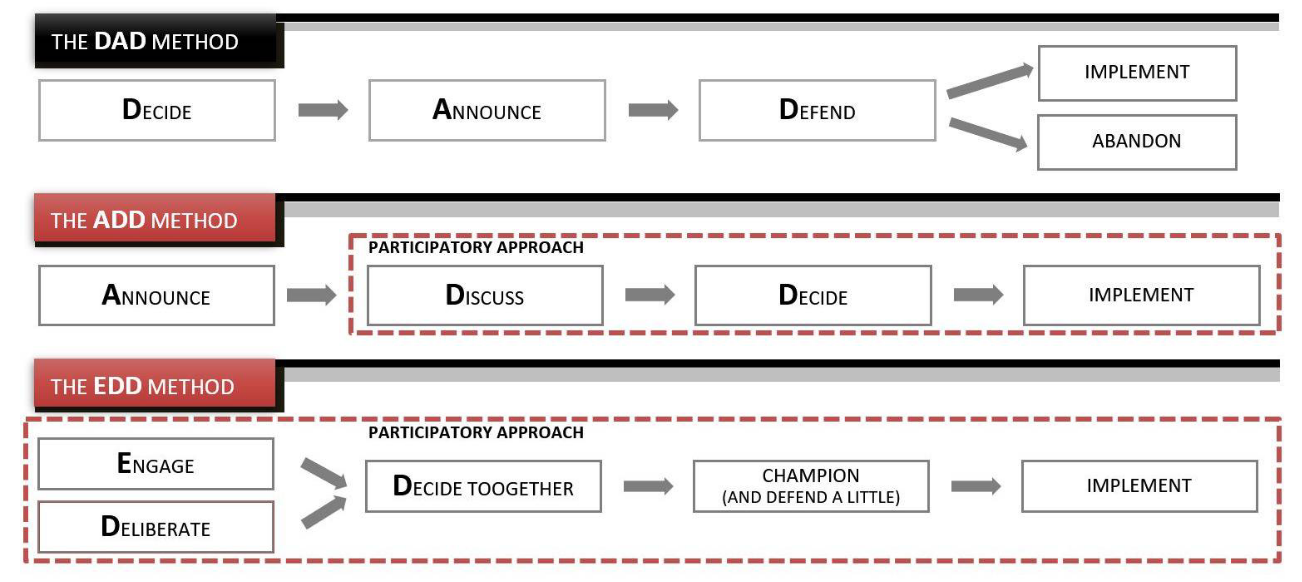 THE DAD METHOD
DECIDE
ANNOUNCE
DEFEND
IMPLEMENT
ABANDON
THE ADD METHOD
PARTICIPATORY APPROACH
ANNOUNCE
DISCUSS
DECIDE
IMPLEMENT
THE EDD METHOD
PARTICIPATORY APPROACH
ENGAGE
DELIBERATE
DECIDE TOOGETHER
CHAMPION
(AND DEFEND A LITTLE)
IMPLEMENT